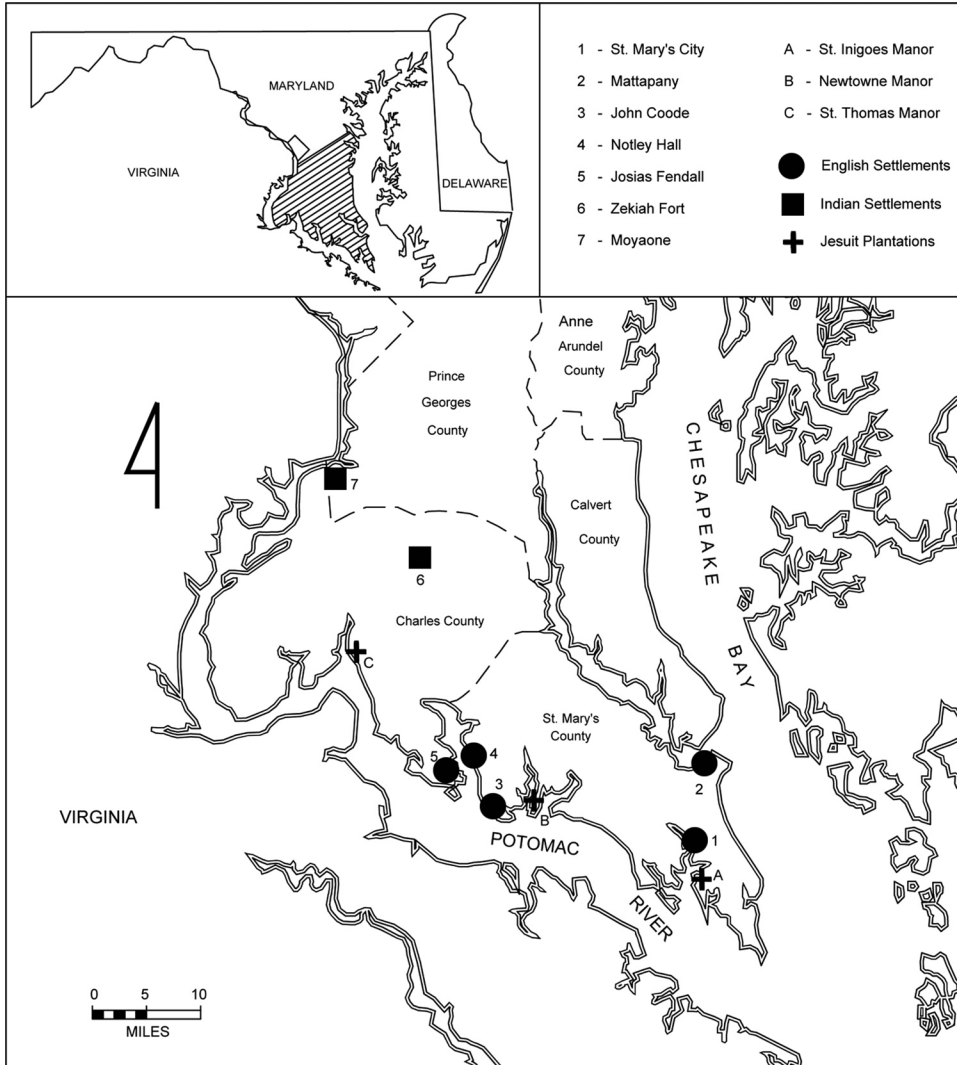 MARYLAND
VIRGINIA
DELAWARE
1 - St. Mary's City
2 - Mattapany
3 - John Coode
4 - Notley Hall
5 - Josias Fendall
6 - Zekiah Fort
7 - Moyaone
A - St. Inigoes Manor
B - Newtowne Manor
C - St. Thomas Manor
English Settlements
Indian Settlements
Jesuit Plantations
Anne
Arundel
County
Prince
Georges
County
CHESAPEAKE
BAY
7
Calvert
County
6
Charles County
C
St. Mary's
County
4
5
2
3
B
VIRGINIA
POTOMAC
RIVER
1
A
0 5 10
MILES